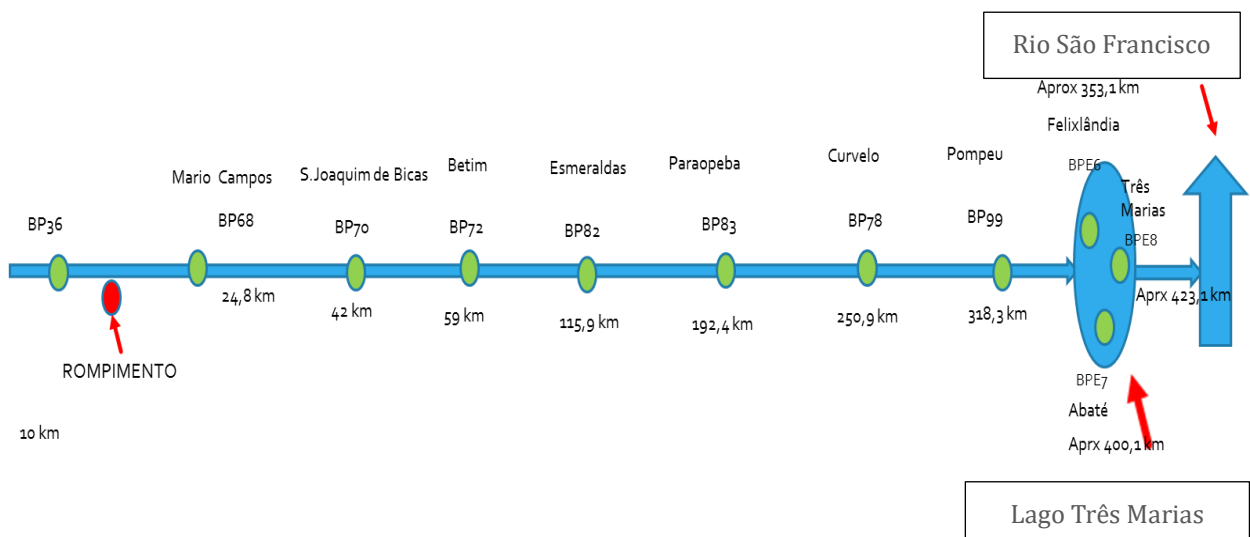 Rio São Francisco
Aprox 353,1 km
Felixlândia
BPE6
Três
Marias
BPE8
Aprx 423,1 km
Mario Campos
BP68
24,8 km
S.Joaquim de Bicas
BP70
42 km
Betim
BP72
59 km
Esmeraldas
BP82
115,9 km
Paraopeba
BP83
192,4 km
Curvelo
BP78
250,9 km
Pompeu
BP99
318,3 km
BP36
ROMPIMENTO
10 km
BPE7
Abaté
Aprx 400,1 km
Lago Três Marias